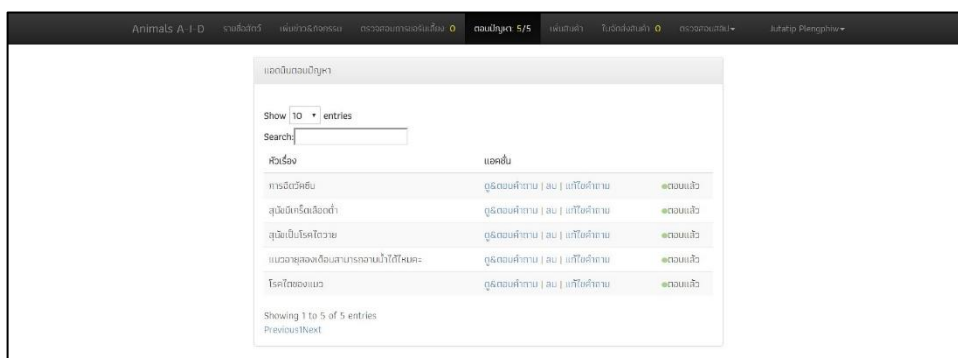 Animals A-I-D รายชื่อสัตว์ เพิ่มข่าว&กิจกรรม ตรวจสอบการขอรับเลี้ยง 0 ตอบปัญหา 5/5 เพิ่มสินค้า ใบจัดส่งสินค้า 0 ตรวจสอบสลิป Jutatip Plengphiw
แอดมินตอบปัญหา
Show 10 entries
Search:
หัวเรื่อง แอคชั่น
การฉีดวัคซีน ดู&ตอบคำถาม | ลบ | แก้ไขคำถาม ตอบแล้ว
สุนัขมีเกร็ดเลือดต่ำ ดู&ตอบคำถาม | ลบ | แก้ไขคำถาม ตอบแล้ว
สุนัขเป็นโรคไตวาย ดู&ตอบคำถาม | ลบ | แก้ไขคำถาม ตอบแล้ว
แมวอายุสองเดือนสามารถอาบน้ำได้ไหมคะ ดู&ตอบคำถาม | ลบ | แก้ไขคำถาม ตอบแล้ว
โรคไตของแมว ดู&ตอบคำถาม | ลบ | แก้ไขคำถาม ตอบแล้ว
Showing 1 to 5 of 5 entries
Previous1Next